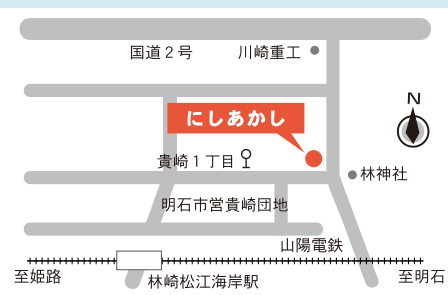 国道2号
川崎重工
N
にしあかし
貴崎1丁目
林神社
明石市営貴崎団地
山陽電鉄
至姫路
林崎松江海岸駅
至明石